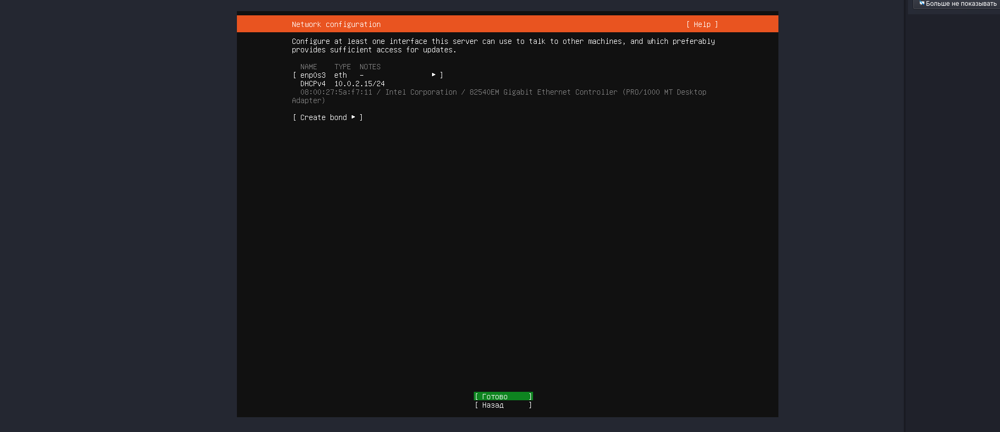 Больше не показывать
Network configuration [ Help ]
Configure at least one interface this server can use to talk to other machines, and which preferably
provides sufficient access for updates.
NAME TYPE NOTES
[ enp0s3 eth - ▸ ]
DHCPv4 10.0.2.15/24
08:00:27:5a:f7:11 / Intel Corporation / 82540EM Gigabit Ethernet Controller (PRO/1000 MT Desktop
Adapter)
[ Create bond ▸ ]
[ Готово ]
[ Назад ]